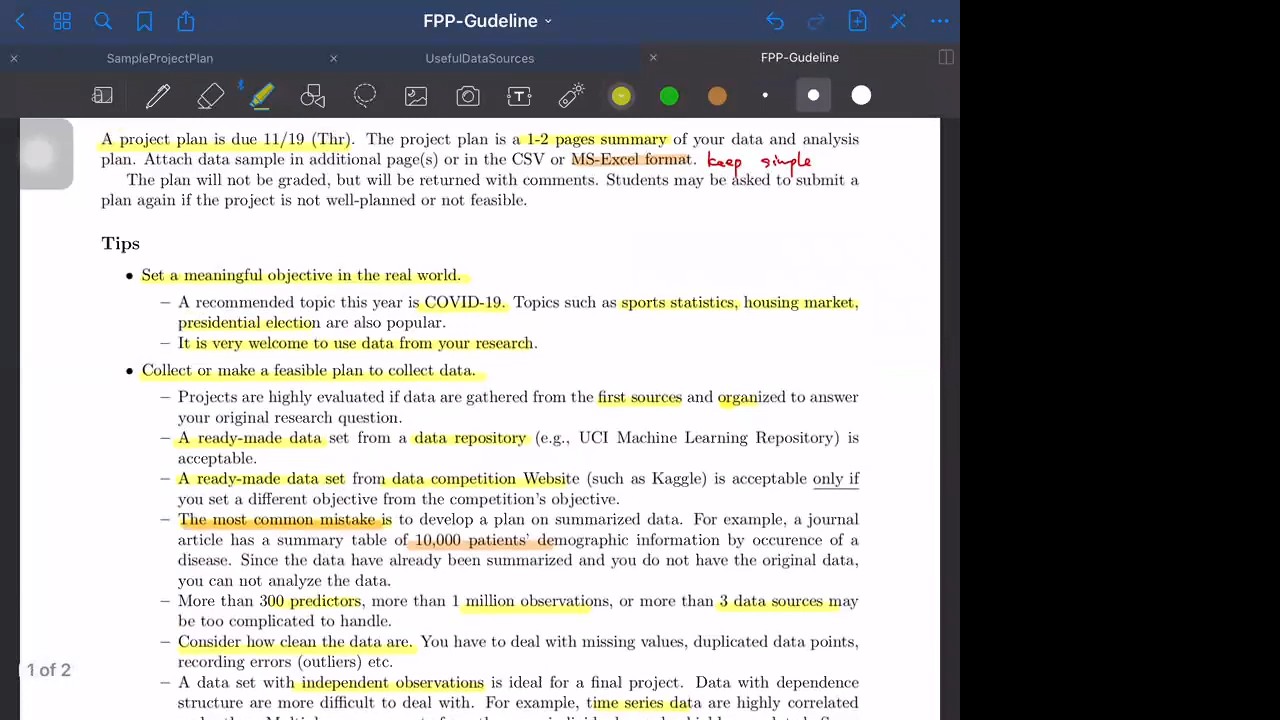 FPP-Gudeline
SampleProjectPlan
UsefulDataSources
FPP-Gudeline
T
A project plan is due 11/19 (Thr). The project plan is a 1-2 pages summary of your data and analysis
plan. Attach data sample in additional page(s) or in the CSV or MS-Excel format. keep simple
The plan will not be graded, but will be returned with comments. Students may be asked to submit a
plan again if the project is not well-planned or not feasible.
Tips
• Set a meaningful objective in the real world.
– A recommended topic this year is COVID-19. Topics such as sports statistics, housing market,
presidential election are also popular.
– It is very welcome to use data from your research.
• Collect or make a feasible plan to collect data.
– Projects are highly evaluated if data are gathered from the first sources and organized to answer
your original research question.
– A ready-made data set from a data repository (e.g., UCI Machine Learning Repository) is
acceptable.
– A ready-made data set from data competition Website (such as Kaggle) is acceptable only if
you set a different objective from the competition's objective.
– The most common mistake is to develop a plan on summarized data. For example, a journal
article has a summary table of 10,000 patients' demographic information by occurence of a
disease. Since the data have already been summarized and you do not have the original data,
you can not analyze the data.
– More than 300 predictors, more than 1 million observations, or more than 3 data sources may
be too complicated to handle.
– Consider how clean the data are. You have to deal with missing values, duplicated data points,
recording errors (outliers) etc.
– A data set with independent observations is ideal for a final project. Data with dependence
structure are more difficult to deal with. For example, time series data are highly correlated
1 of 2